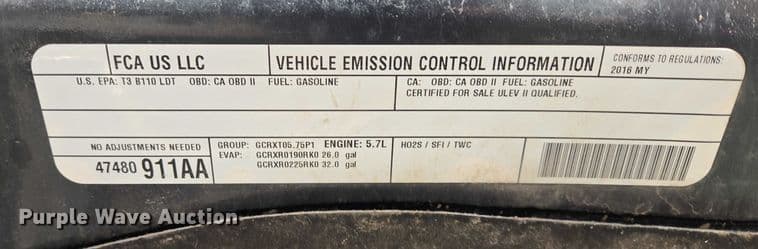 FCA US LLC
VEHICLE EMISSION CONTROL INFORMATION
CONFORMS TO REGULATIONS:
2016 MY
U.S. EPA: T3 B110 LDT OBD: CA OBD II FUEL: GASOLINE
CA: OBD: CA OBD II FUEL: GASOLINE
CERTIFIED FOR SALE ULEV II QUALIFIED.
NO ADJUSTMENTS NEEDED
47480 911AA
GROUP: GCRXT05.75P1 ENGINE: 5.7L
EVAP: GCRXR0190RK0 26.0 gal
GCRXR0225RK0 32.0 gal
HO2S / SFI / TWC
Purple Wave Auction